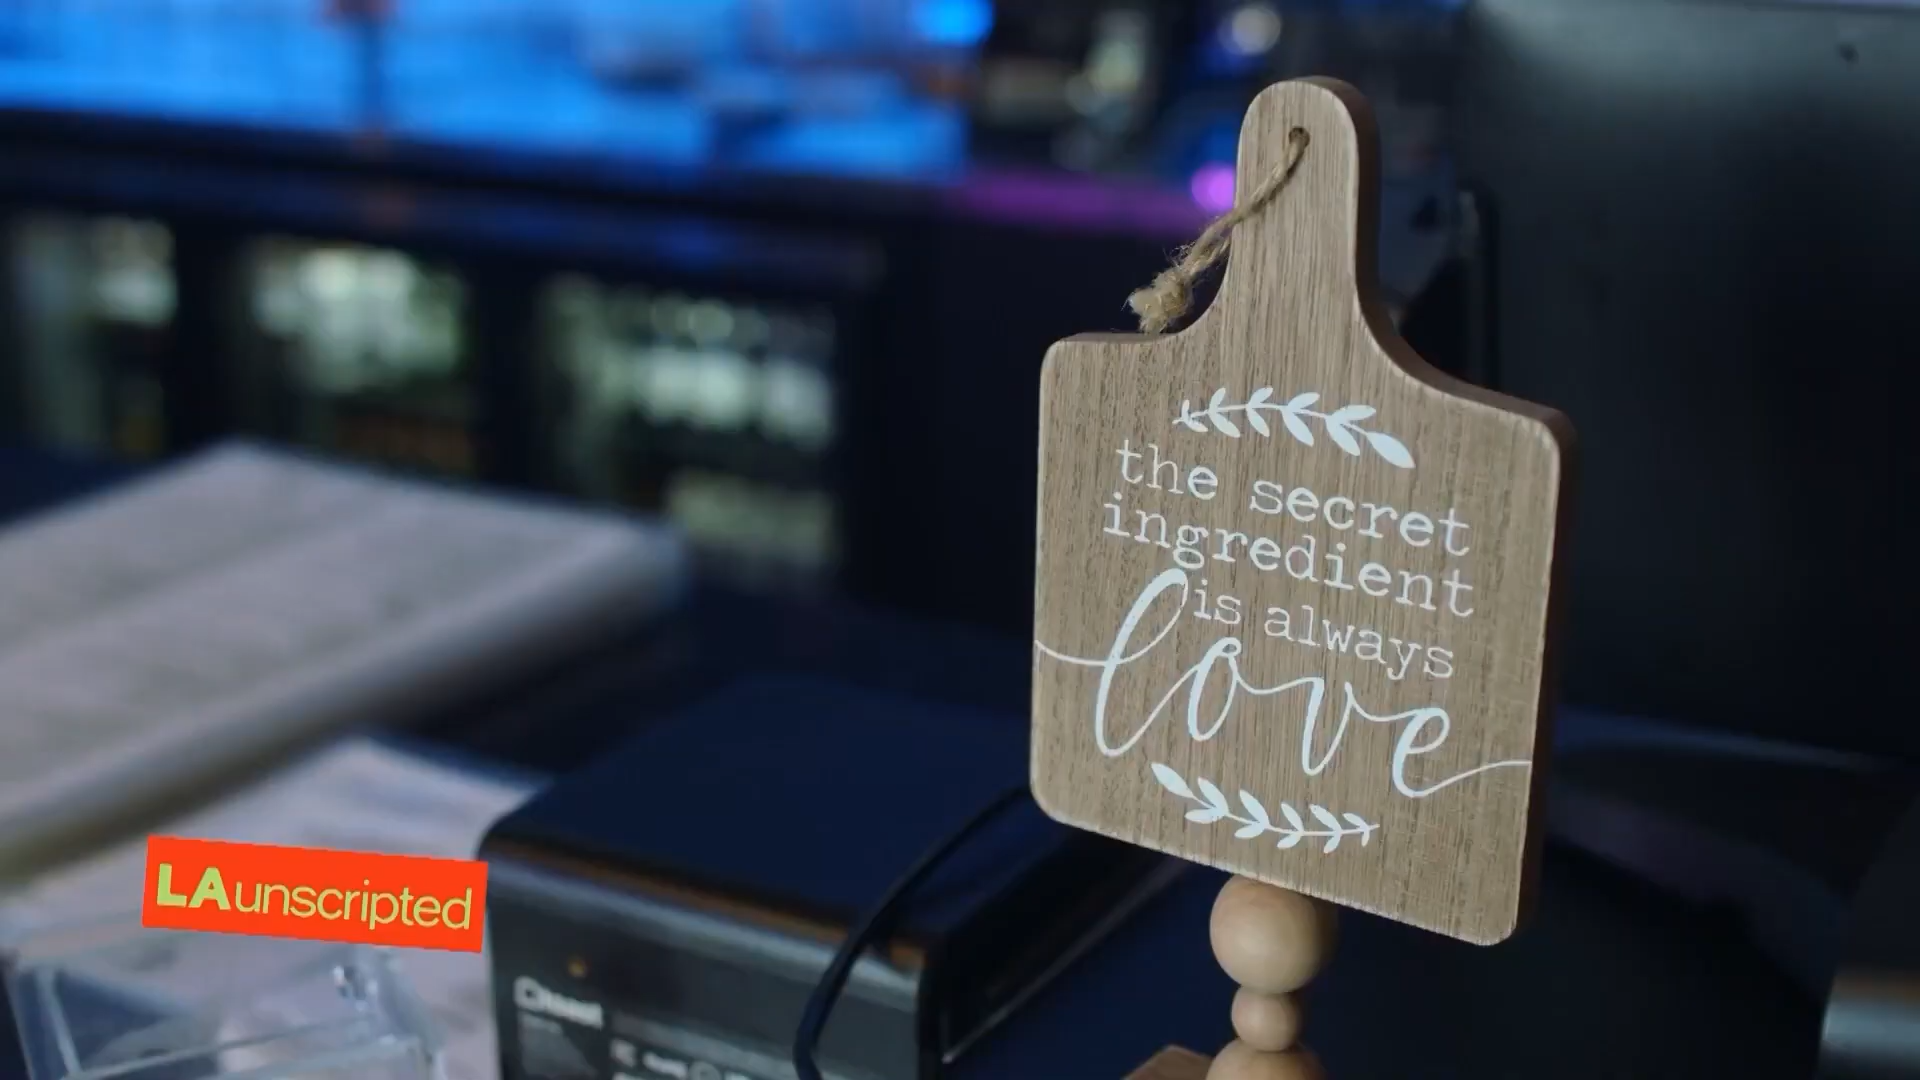 the secret
ingredient
is always
love
LAunscripted